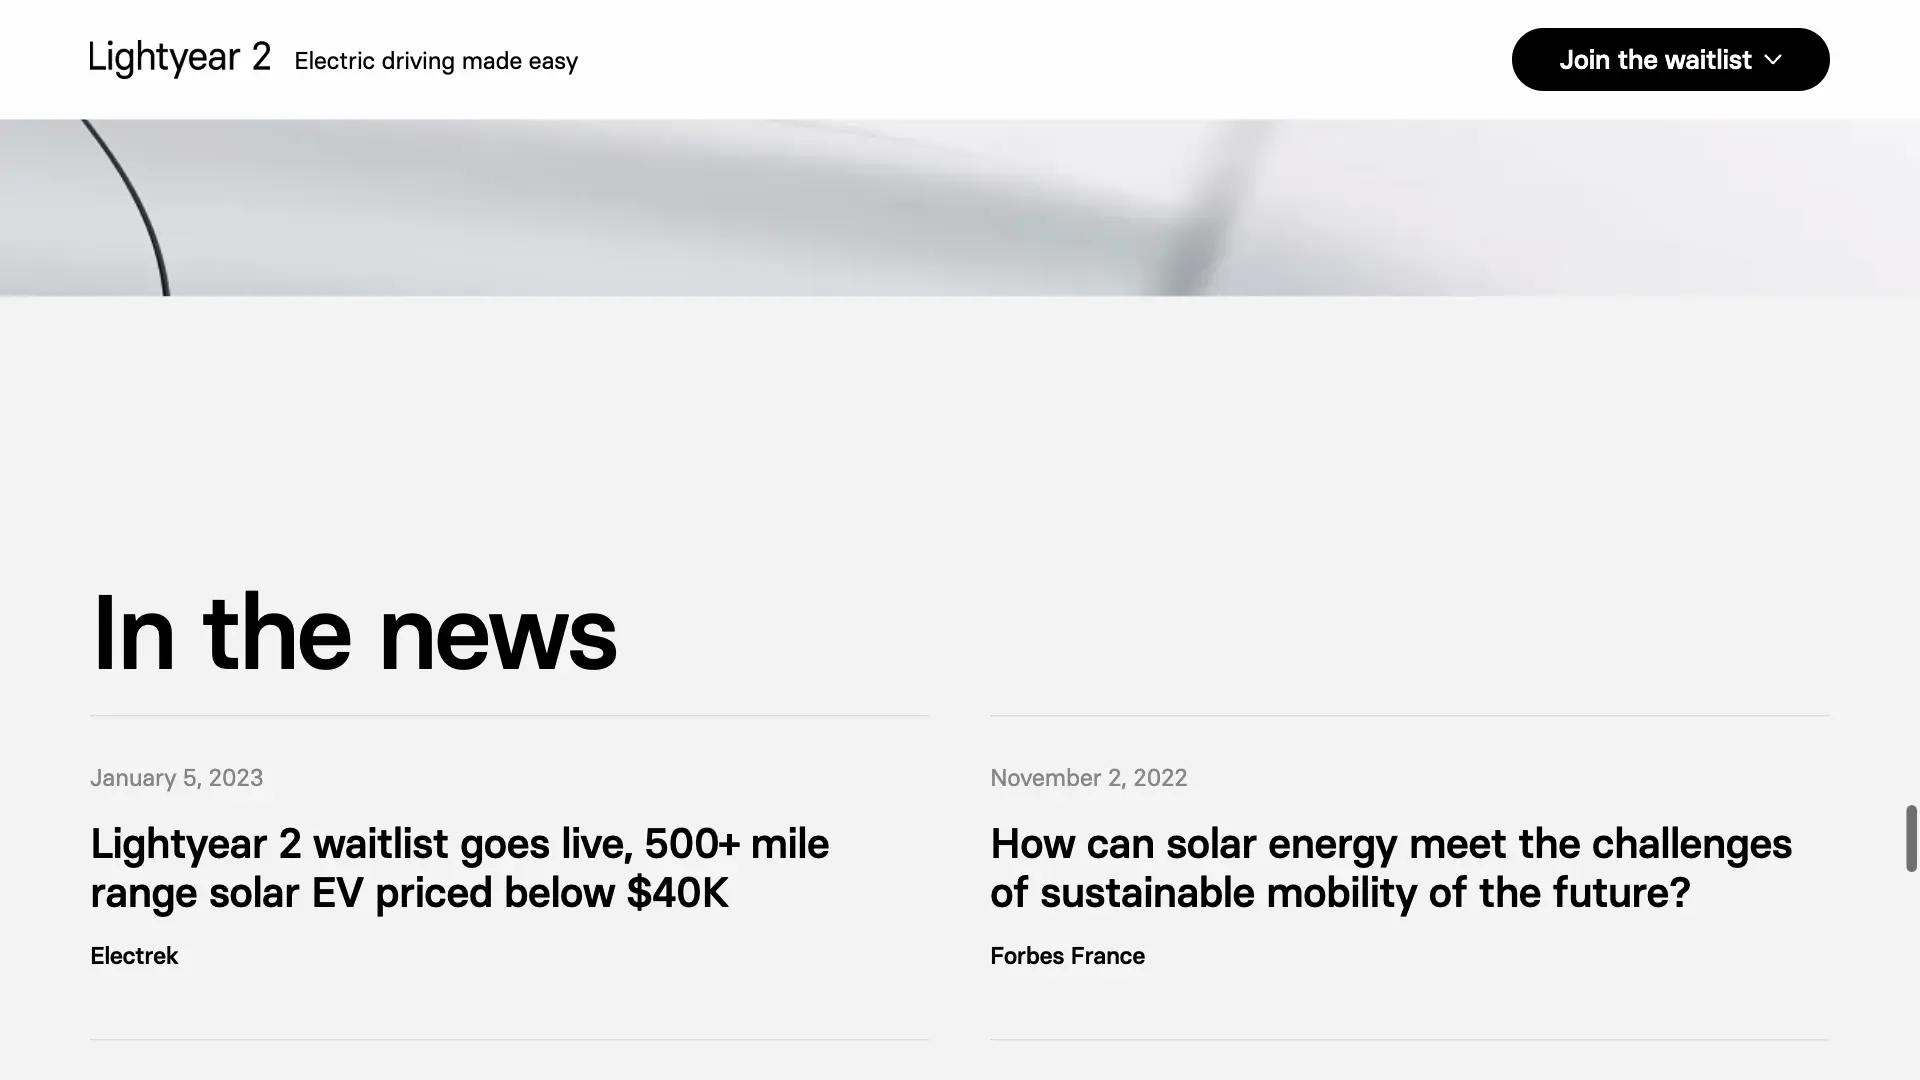 Lightyear 2 Electric driving made easy
Join the waitlist
In the news
January 5, 2023
Lightyear 2 waitlist goes live, 500+ mile
range solar EV priced below $40K
Electrek
November 2, 2022
How can solar energy meet the challenges
of sustainable mobility of the future?
Forbes France